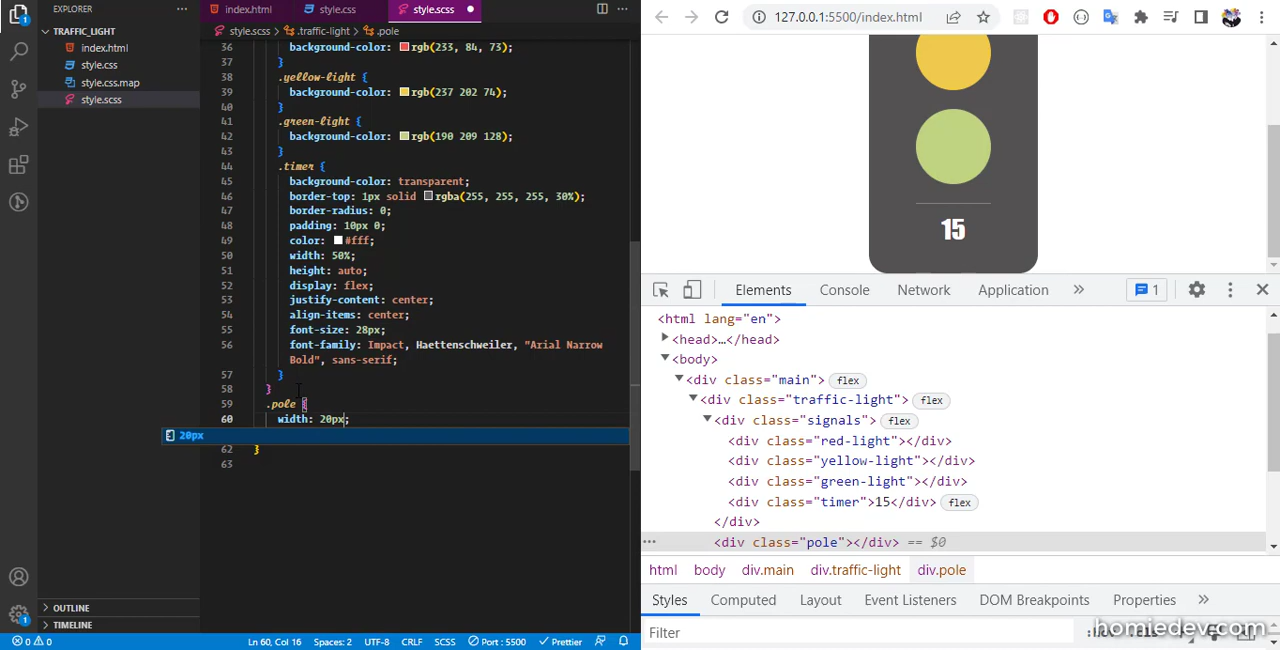 EXPLORER
···
index.html
style.css
style.scss
···
TRAFFIC_LIGHT
style.scss > .traffic-light > .pole
index.html
style.css
style.css.map
style.scss
36 background-color: rgb(233, 84, 73);
37 }
38 .yellow-light {
39 background-color: rgb(237 202 74);
40 }
41 .green-light {
42 background-color: rgb(190 209 128);
43 }
44 .timer {
45 background-color: transparent;
46 border-top: 1px solid rgba(255, 255, 255, 30%);
47 border-radius: 0;
48 padding: 10px 0;
49 color: #fff;
50 width: 50%;
51 height: auto;
52 display: flex;
53 justify-content: center;
54 align-items: center;
55 font-size: 28px;
56 font-family: Impact, Haettenschweiler, "Arial Narrow
Bold", sans-serif;
57 }
58 }
59 .pole {
60 width: 20px;
20px
62 }
63
OUTLINE
TIMELINE
0 0
Ln 60, Col 16
Spaces: 2
UTF-8
CRLF
SCSS
Port : 5500
Prettier
127.0.0.1:5500/index.html
15
Elements
Console
Network
Application
»
1
<html lang="en">
<head>…</head>
<body>
<div class="main"> flex
<div class="traffic-light"> flex
<div class="signals"> flex
<div class="red-light"></div>
<div class="yellow-light"></div>
<div class="green-light"></div>
<div class="timer">15</div> flex
</div>
··· <div class="pole"></div> == $0
html body div.main div.traffic-light div.pole
Styles
Computed
Layout
Event Listeners
DOM Breakpoints
Properties
»
Filter
homiedev.com